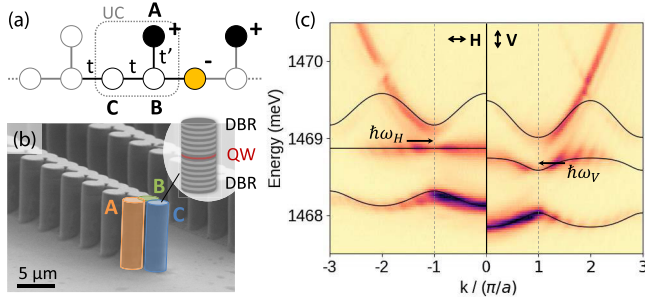 (a)
UC
A
+
+
t
t
t'
-
C
B
(b)
DBR
QW
DBR
A
B
C
5 μm
(c)
↔ H
↕ V
Energy (meV)
1470
1469
1468
ℏω_H
ℏω_V
-3 -2 -1 0 0 1 2 3
k / (π/a)